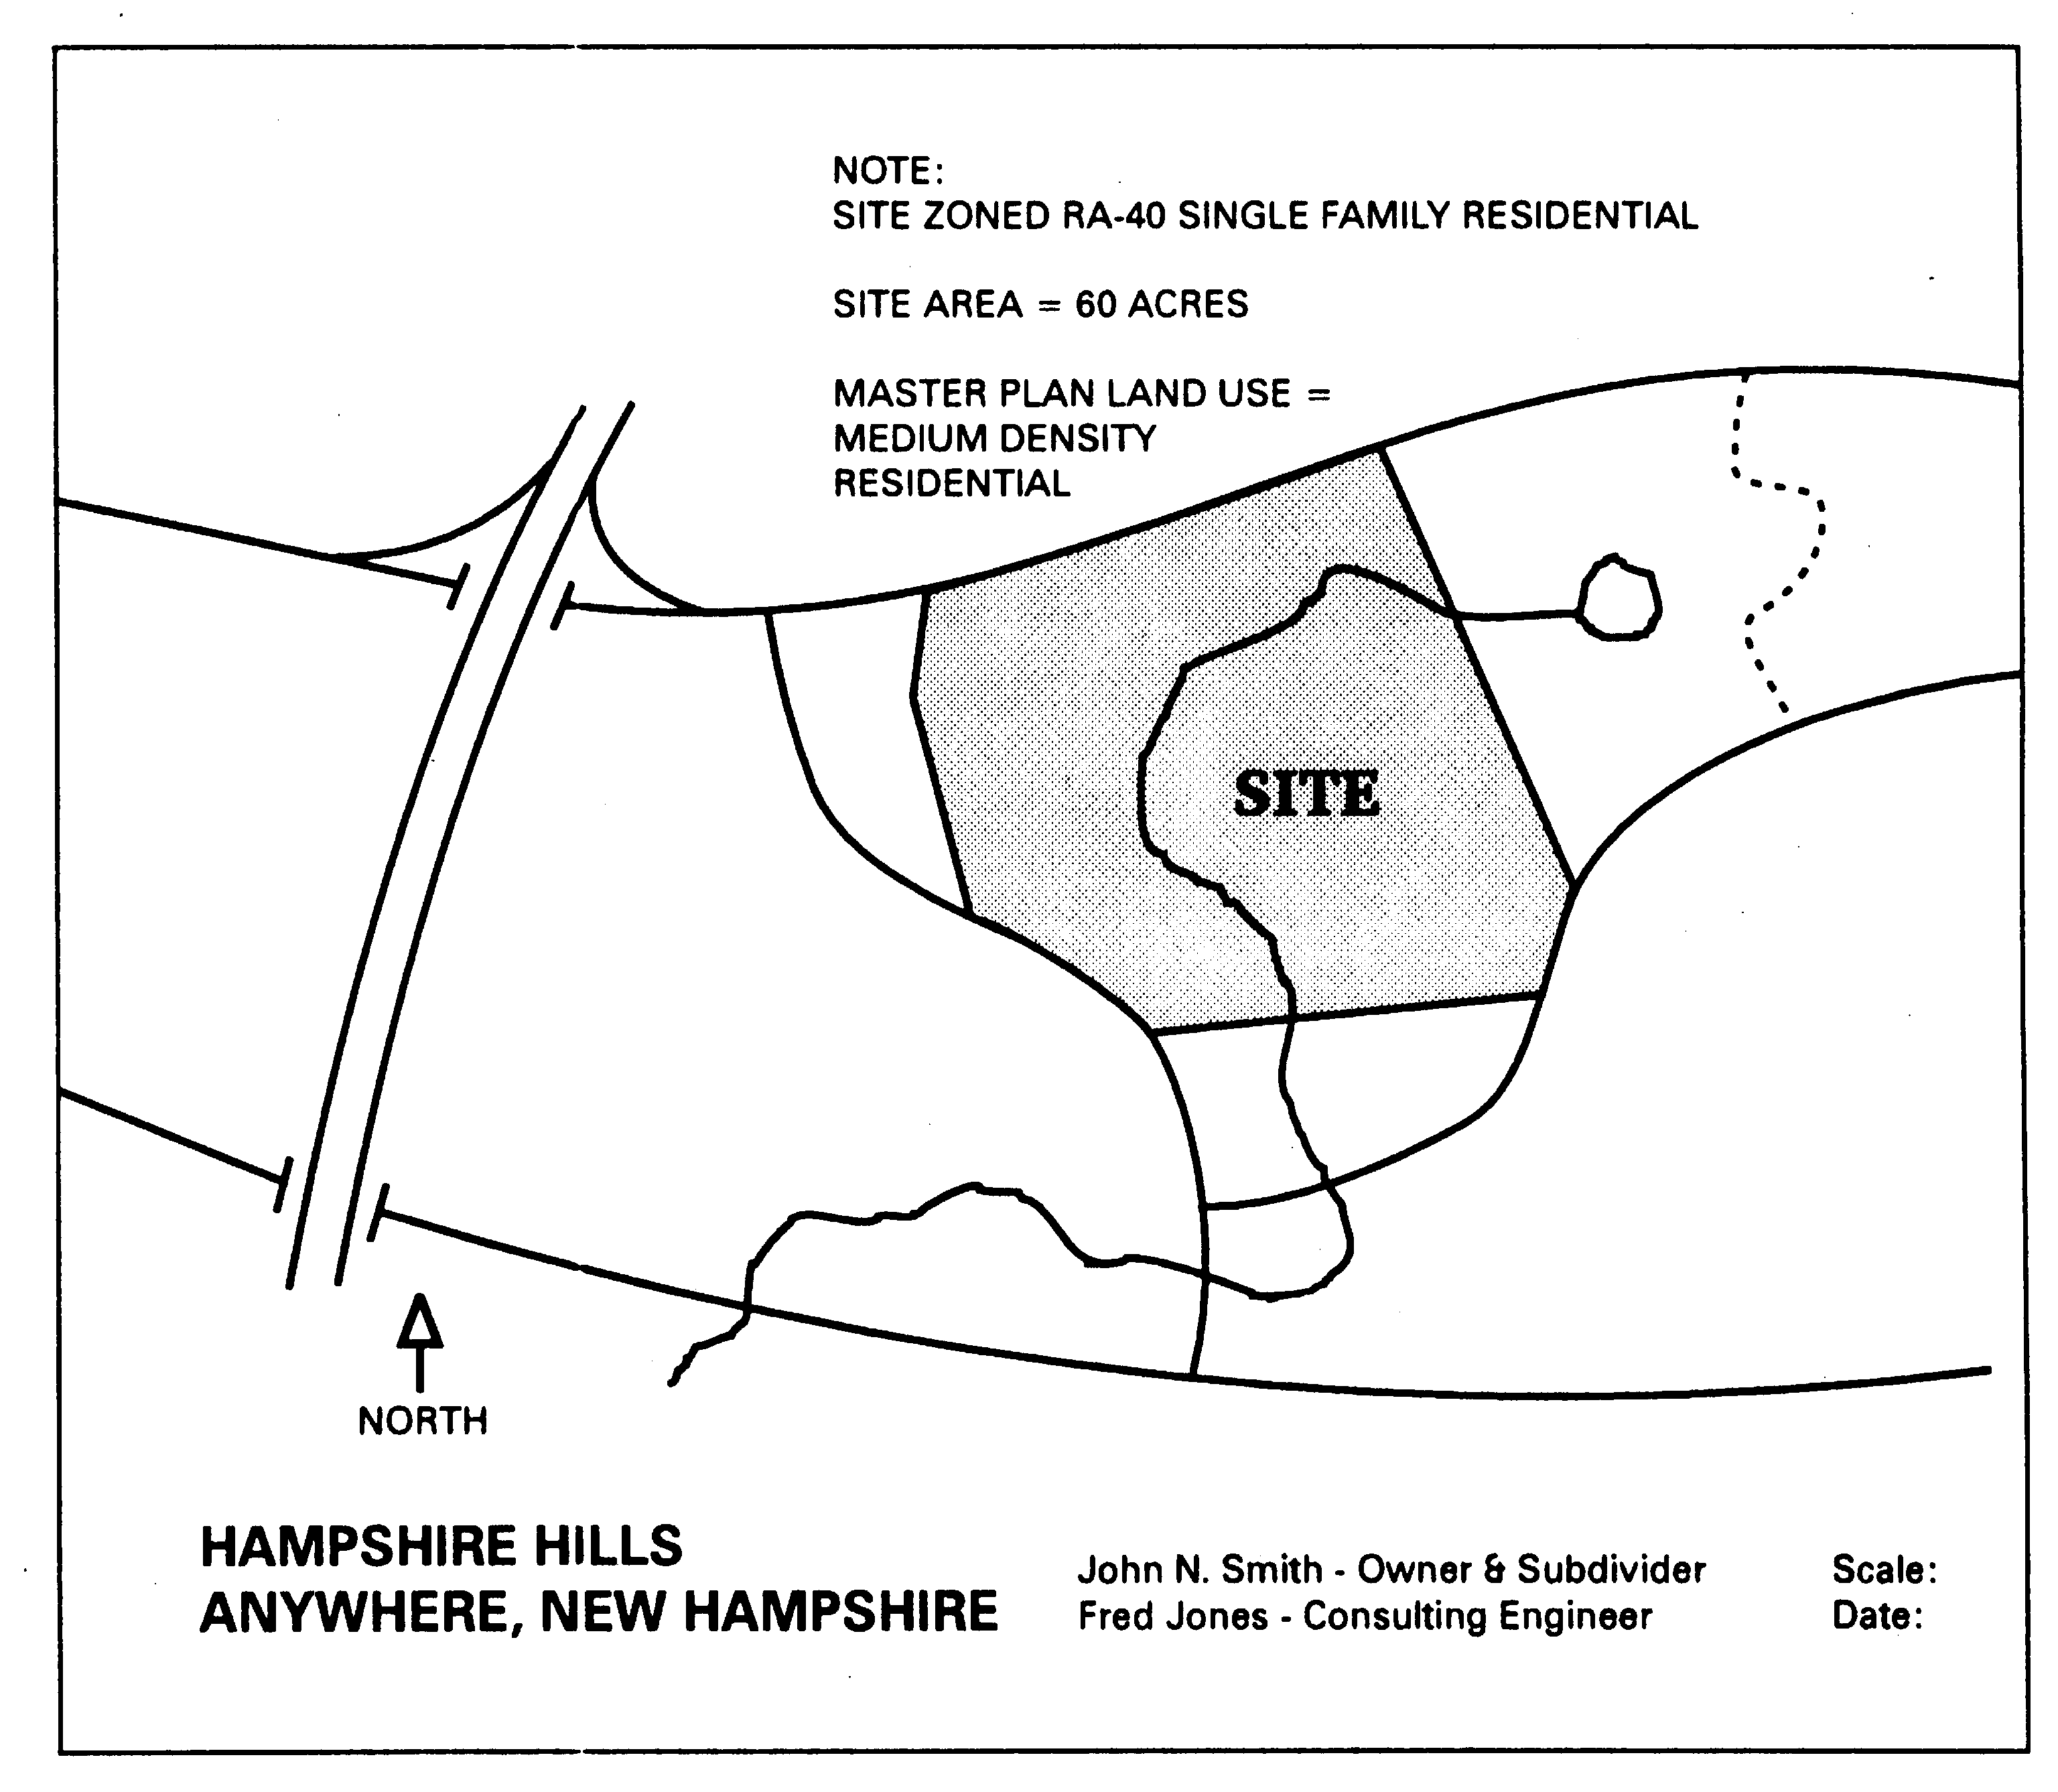 NOTE:
SITE ZONED RA-40 SINGLE FAMILY RESIDENTIAL
SITE AREA = 60 ACRES
MASTER PLAN LAND USE =
MEDIUM DENSITY
RESIDENTIAL
SITE
NORTH
HAMPSHIRE HILLS
ANYWHERE, NEW HAMPSHIRE
John N. Smith - Owner & Subdivider
Fred Jones - Consulting Engineer
Scale:
Date: